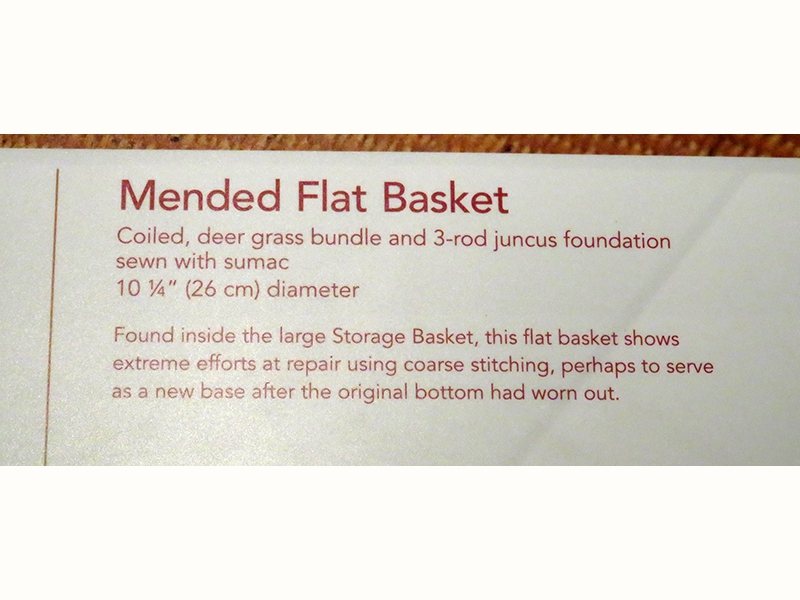 Mended Flat Basket
Coiled, deer grass bundle and 3-rod juncus foundation
sewn with sumac
10 ¼” (26 cm) diameter
Found inside the large Storage Basket, this flat basket shows
extreme efforts at repair using coarse stitching, perhaps to serve
as a new base after the original bottom had worn out.